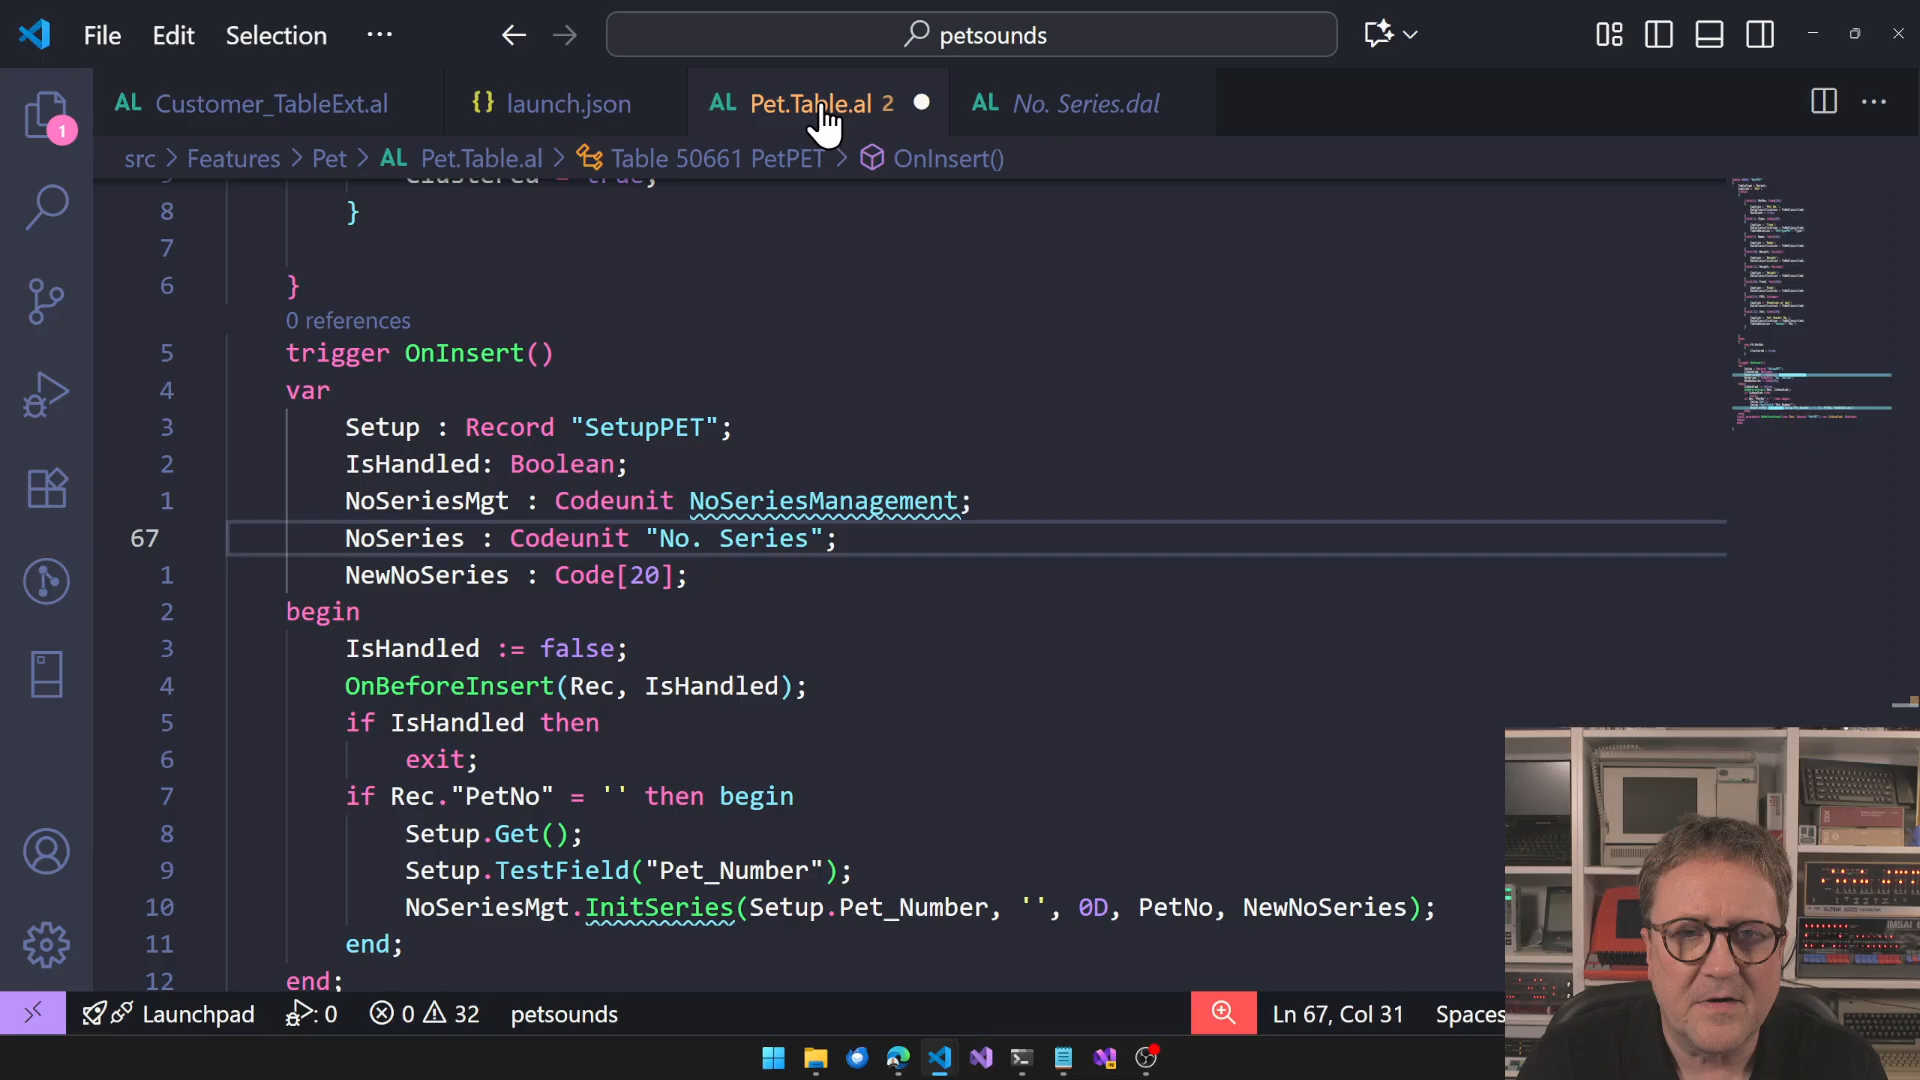 File Edit Selection ··· petsounds
AL Customer_TableExt.al {} launch.json AL Pet.Table.al 2 AL No. Series.dal
src > Features > Pet > AL Pet.Table.al > Table 50661 PetPET > OnInsert()
Clustered = true;
8 }
7
6 }
0 references
5 trigger OnInsert()
4 var
3 Setup : Record "SetupPET";
2 IsHandled: Boolean;
1 NoSeriesMgt : Codeunit NoSeriesManagement;
67 NoSeries : Codeunit "No. Series";
1 NewNoSeries : Code[20];
2 begin
3 IsHandled := false;
4 OnBeforeInsert(Rec, IsHandled);
5 if IsHandled then
6 exit;
7 if Rec."PetNo" = '' then begin
8 Setup.Get();
9 Setup.TestField("Pet_Number");
10 NoSeriesMgt.InitSeries(Setup.Pet_Number, '', 0D, PetNo, NewNoSeries);
11 end;
12 end;
1
Launchpad : 0 0 32 petsounds Ln 67, Col 31 Spaces